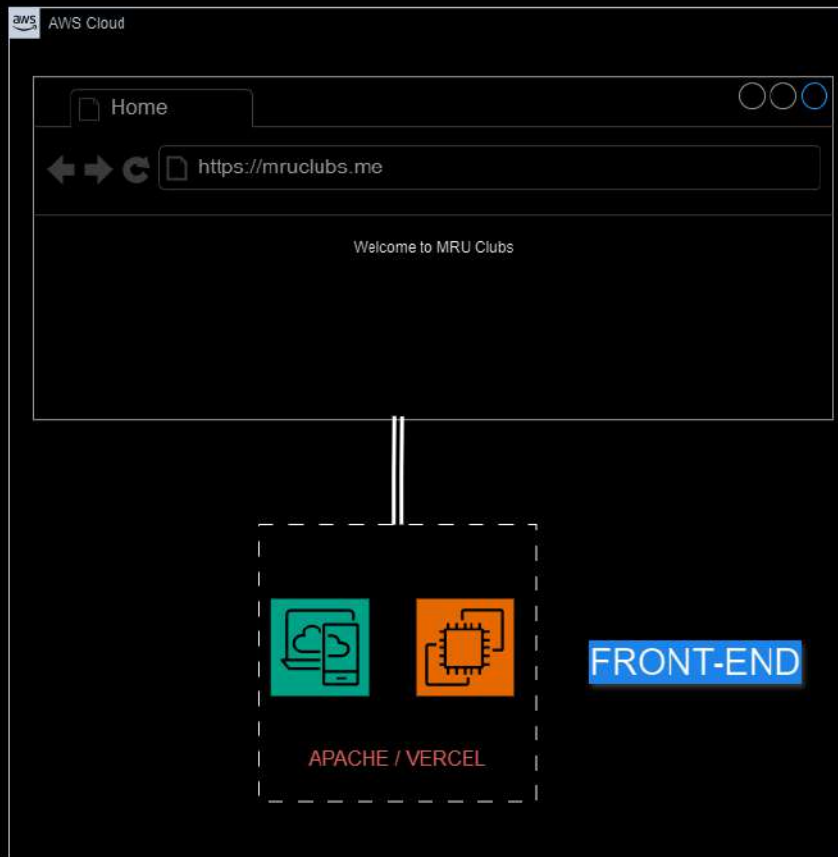 aws
AWS Cloud
Home
https://mruclubs.me
Welcome to MRU Clubs
FRONT-END
APACHE / VERCEL